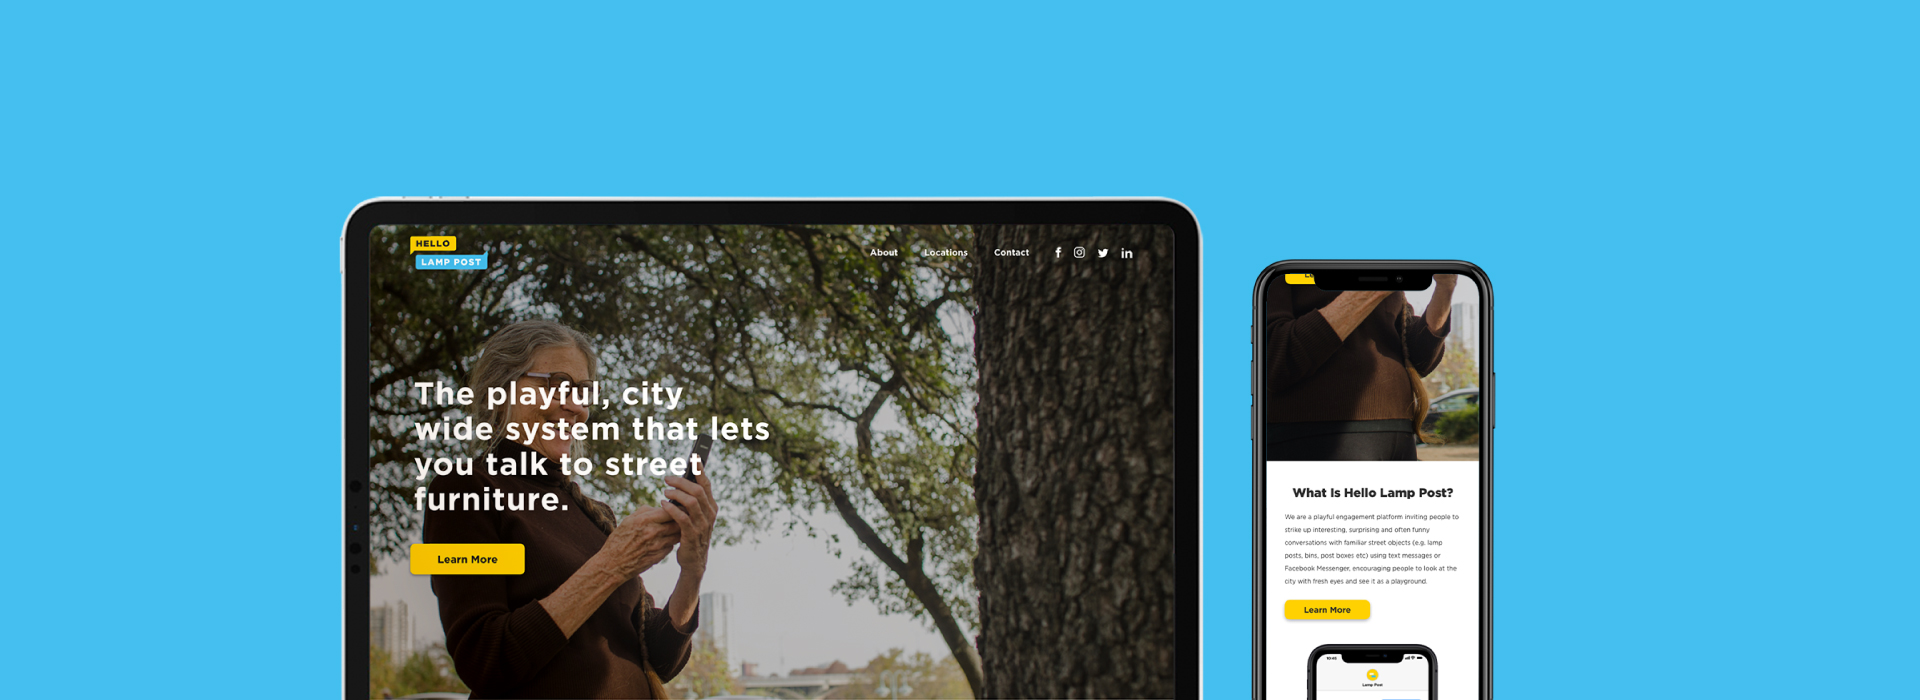 HELLO
LAMP POST
About Locations Contact
The playful, city
wide system that lets
you talk to street
furniture.
Learn More
What Is Hello Lamp Post?
We are a playful engagement platform inviting people to
strike up interesting, surprising and often funny
conversations with familiar street objects (e.g. lamp
posts, bins, post boxes etc) using text messages or
Facebook Messenger, encouraging people to look at the
city with fresh eyes and see it as a playground.
Learn More
Lamp Post